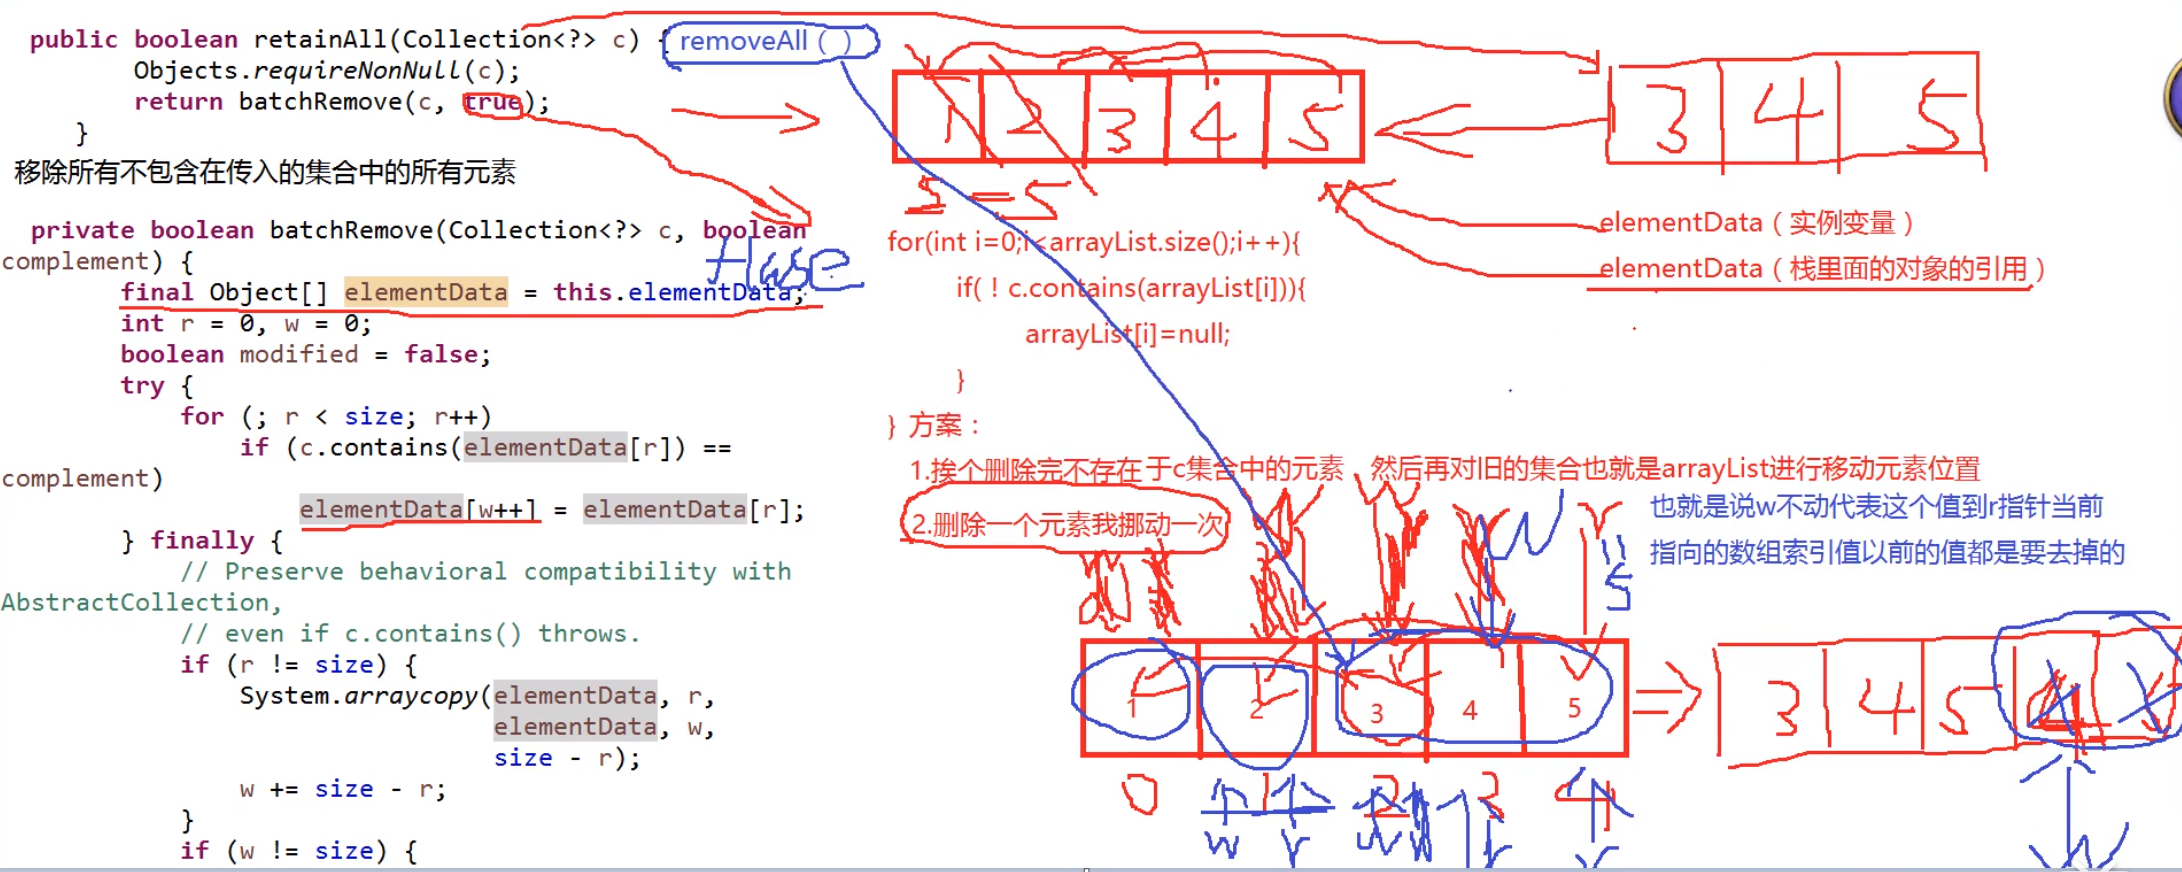 public boolean retainAll(Collection<?> c) {
Objects.requireNonNull(c);
return batchRemove(c, true);
}
移除所有不包含在传入的集合中的所有元素
private boolean batchRemove(Collection<?> c, boolean
complement) {
final Object[] elementData = this.elementData;
int r = 0, w = 0;
boolean modified = false;
try {
for (; r < size; r++)
if (c.contains(elementData[r]) ==
complement)
elementData[w++] = elementData[r];
} finally {
// Preserve behavioral compatibility with
AbstractCollection,
// even if c.contains() throws.
if (r != size) {
System.arraycopy(elementData, r,
elementData, w,
size - r);
w += size - r;
}
if (w != size) {
removeAll（）
flase
1 2 3 4 5
3 4 5
5=5
elementData（实例变量）
elementData（栈里面的对象的引用）
for(int i=0;i<arrayList.size();i++){
if( ! c.contains(arrayList[i])){
arrayList[i]=null;
}
} 方案：
1.挨个删除完不存在于c集合中的元素，然后再对旧的集合也就是arrayList进行移动元素位置
2.删除一个元素我挪动一次
也就是说w不动代表这个值到r指针当前
指向的数组索引值以前的值都是要去掉的
w r=5
1 2 3 4 5
3 4 5 4
0 1 2 3 4
w r w r r
w